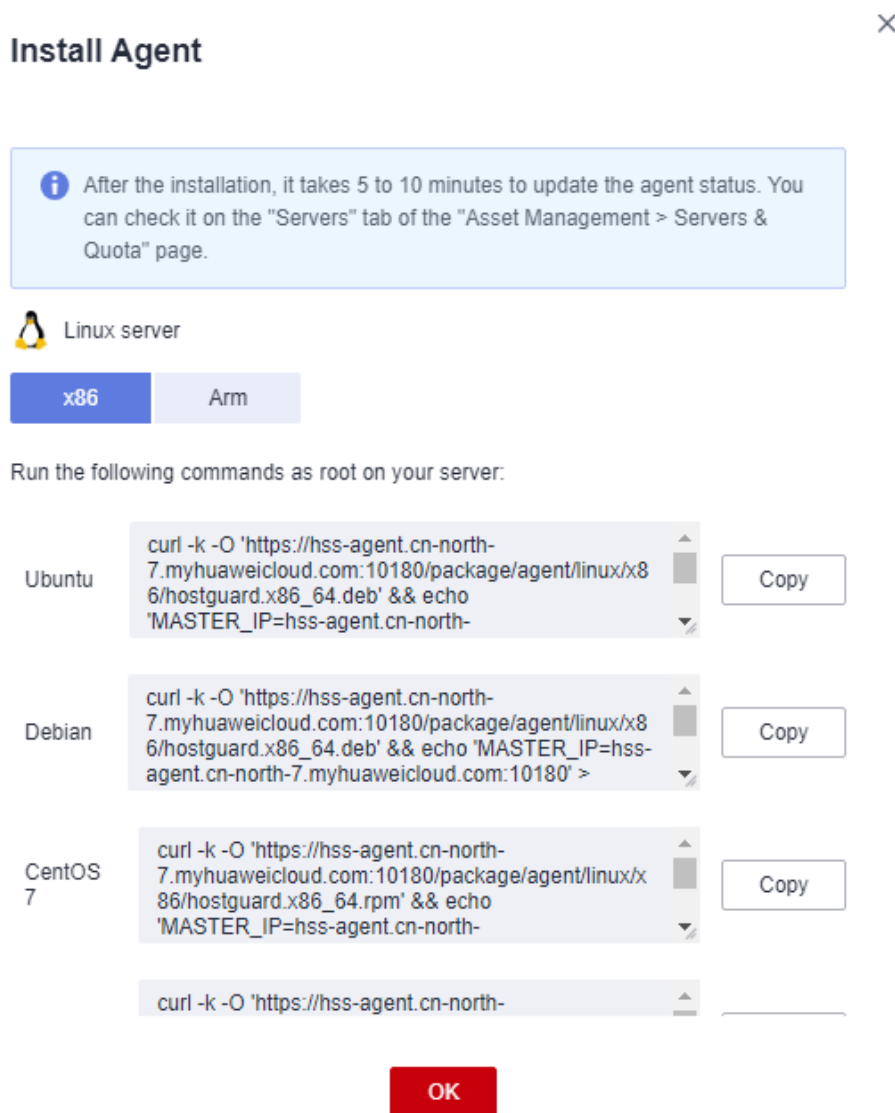 Install Agent
After the installation, it takes 5 to 10 minutes to update the agent status. You
can check it on the "Servers" tab of the "Asset Management > Servers &
Quota" page.
Linux server
x86
Arm
Run the following commands as root on your server:
Ubuntu
curl -k -O 'https://hss-agent.cn-north-
7.myhuaweicloud.com:10180/package/agent/linux/x8
6/hostguard.x86_64.deb' && echo
'MASTER_IP=hss-agent.cn-north-
Copy
Debian
curl -k -O 'https://hss-agent.cn-north-
7.myhuaweicloud.com:10180/package/agent/linux/x8
6/hostguard.x86_64.deb' && echo 'MASTER_IP=hss-
agent.cn-north-7.myhuaweicloud.com:10180' >
Copy
CentOS
7
curl -k -O 'https://hss-agent.cn-north-
7.myhuaweicloud.com:10180/package/agent/linux/x
86/hostguard.x86_64.rpm' && echo
'MASTER_IP=hss-agent.cn-north-
Copy
curl -k -O 'https://hss-agent.cn-north-
OK